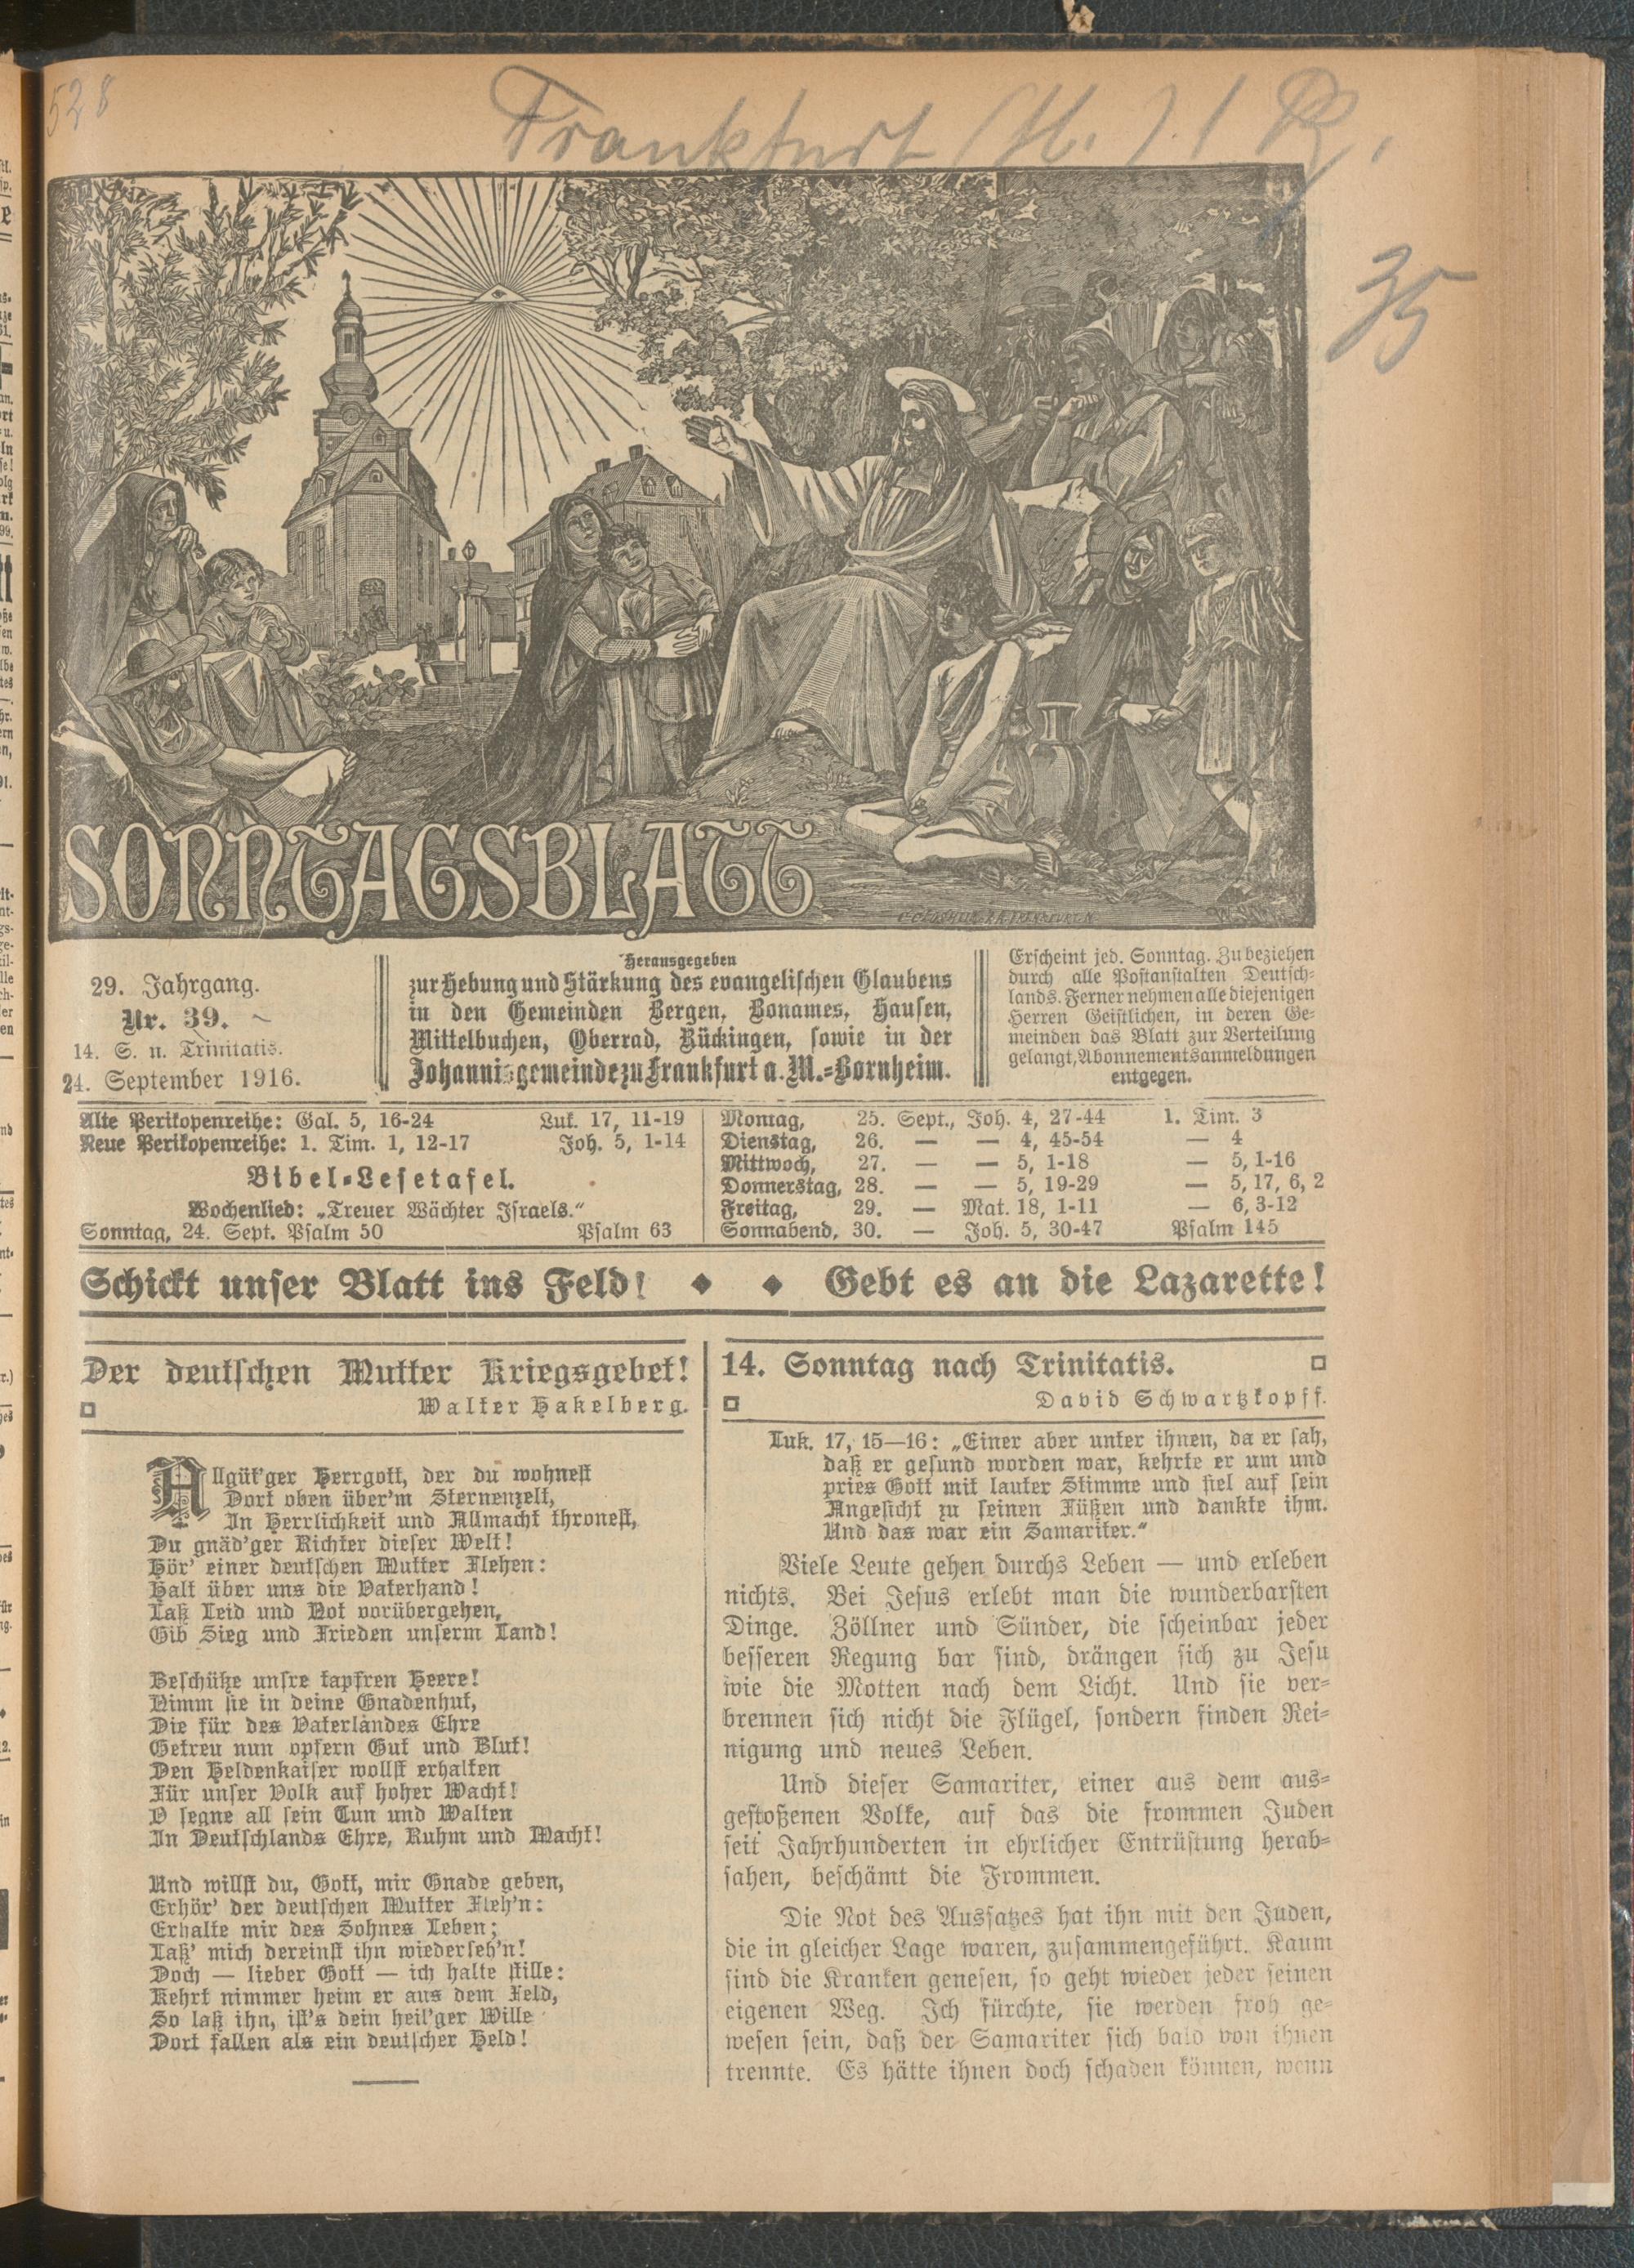 528
Frankfurt
35
SONNTAGSBLATT
29. Jahrgang.
Nr. 39.
14. S. n. Trinitatis.
24. September 1916.
Herausgegeben
zur Hebung und Stärkung des evangelischen Glaubens
in den Gemeinden Bergen, Bonames, Hausen,
Mittelbuchen, Oberrad, Rückingen, sowie in der
Johannisgemeinde zu Frankfurt a. M.-Bornheim.
Erscheint jed. Sonntag. Zu beziehen
durch alle Postanstalten Deutsch-
lands. Ferner nehmen alle diejenigen
Herren Geistlichen, in deren Ge-
meinden das Blatt zur Verteilung
gelangt, Abonnementsanmeldungen
entgegen.
Alte Perikopenreihe: Gal. 5, 16-24 Luk. 17, 11-19
Neue Perikopenreihe: 1. Tim. 1, 12-17 Joh. 5, 1-14
Bibel-Lesetafel.
Wochenlied: „Treuer Wächter Israels.“
Sonntag, 24. Sept. Psalm 50 Psalm 63
Montag, 25. Sept., Joh. 4, 27-44 1. Tim. 3
Dienstag, 26. — — 4, 45-54 — 4
Mittwoch, 27. — — 5, 1-18 — 5, 1-16
Donnerstag, 28. — — 5, 19-29 — 5, 17, 6, 2
Freitag, 29. — Mat. 18, 1-11 — 6, 3-12
Sonnabend, 30. — Joh. 5, 30-47 Psalm 145
Schickt unser Blatt ins Feld! ◆ ◆ Gebt es an die Lazarette!
Der deutschen Mutter Kriegsgebet!
Walter Hakelberg.
Allgüt'ger Herrgott, der du wohnest
Dort oben über'm Sternenzelt,
In Herrlichkeit und Allmacht thronest,
Du gnäd'ger Richter dieser Welt!
Hör' einer deutschen Mutter Flehen:
Halt über uns die Vaterhand!
Laß Leid und Not vorübergehen,
Gib Sieg und Frieden unserm Land!
Beschütze unsre tapfren Heere!
Nimm sie in deine Gnadenhut,
Die für des Vaterlandes Ehre
Getreu nun opfern Gut und Blut!
Den Heldenkaiser wollst erhalten
Für unser Volk auf hoher Wacht!
O segne all sein Tun und Walten
In Deutschlands Ehre, Ruhm und Macht!
Und willst du, Gott, mir Gnade geben,
Erhör' der deutschen Mutter Fleh'n:
Erhalte mir des Sohnes Leben;
Laß' mich dereinst ihn wiederseh'n!
Doch — lieber Gott — ich halte stille:
Kehrt nimmer heim er aus dem Feld,
So laß ihn, ist's dein heil'ger Wille
Dort fallen als ein deutscher Held!
14. Sonntag nach Trinitatis.
David Schwartzkopff.
Luk. 17, 15—16: „Einer aber unter ihnen, da er sah,
daß er gesund worden war, kehrte er um und
pries Gott mit lauter Stimme und fiel auf sein
Angesicht zu seinen Füßen und dankte ihm.
Und das war ein Samariter.“
Viele Leute gehen durchs Leben — und erleben
nichts. Bei Jesus erlebt man die wunderbarsten
Dinge. Zöllner und Sünder, die scheinbar jeder
besseren Regung bar sind, drängen sich zu Jesu
wie die Motten nach dem Licht. Und sie ver-
brennen sich nicht die Flügel, sondern finden Rei-
nigung und neues Leben.
Und dieser Samariter, einer aus dem aus-
gestoßenen Volke, auf das die frommen Juden
seit Jahrhunderten in ehrlicher Entrüstung herab-
sahen, beschämt die Frommen.
Die Not des Aussatzes hat ihn mit den Juden,
die in gleicher Lage waren, zusammengeführt. Kaum
sind die Kranken genesen, so geht wieder jeder seinen
eigenen Weg. Ich fürchte, sie werden froh ge-
wesen sein, daß der Samariter sich bald von ihnen
trennte. Es hätte ihnen doch schaden können, wenn